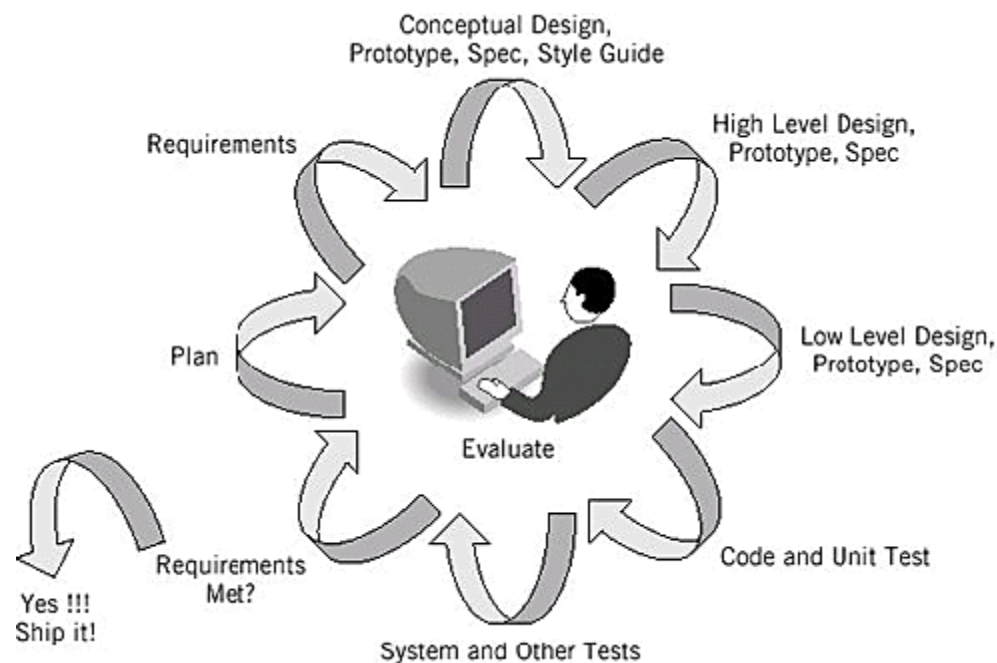 Conceptual Design,
Prototype, Spec, Style Guide
High Level Design,
Prototype, Spec
Requirements
Low Level Design,
Prototype, Spec
Plan
Evaluate
Code and Unit Test
Requirements
Met?
Yes !!!
Ship it!
System and Other Tests